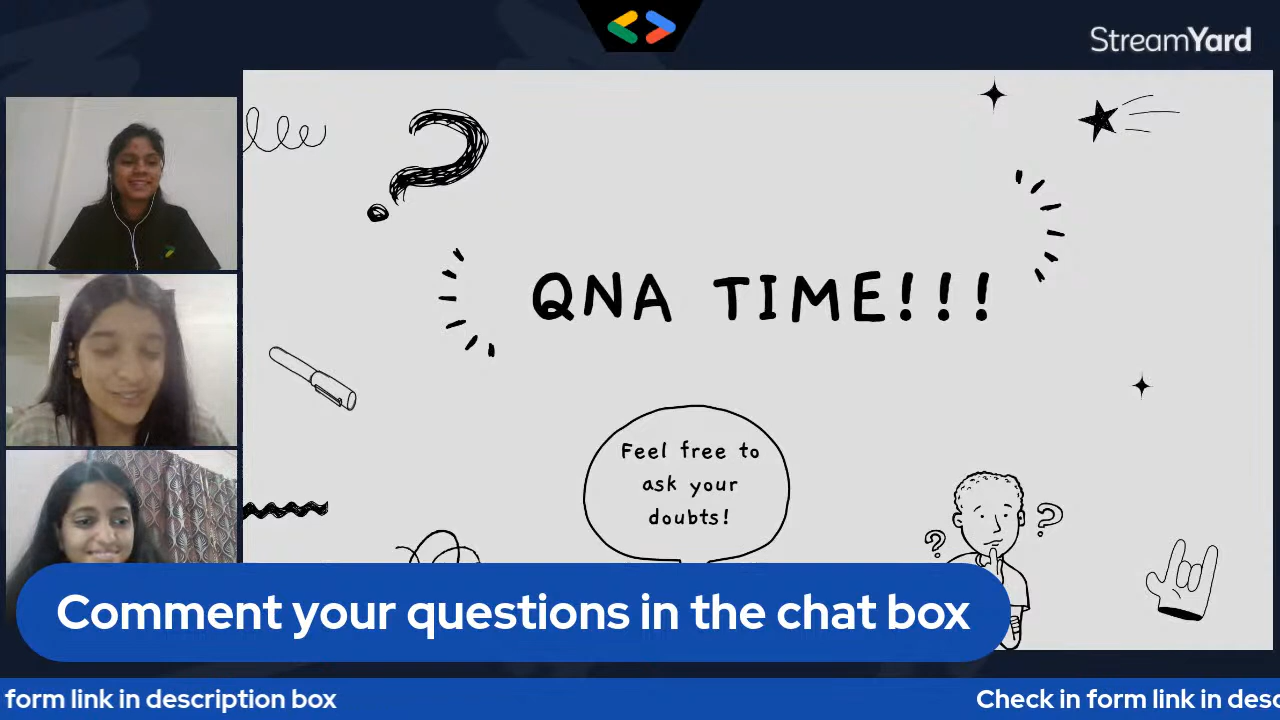 StreamYard
QNA TIME!!!
Feel free to
ask your
doubts!
Comment your questions in the chat box
form link in description box
Check in form link in desc